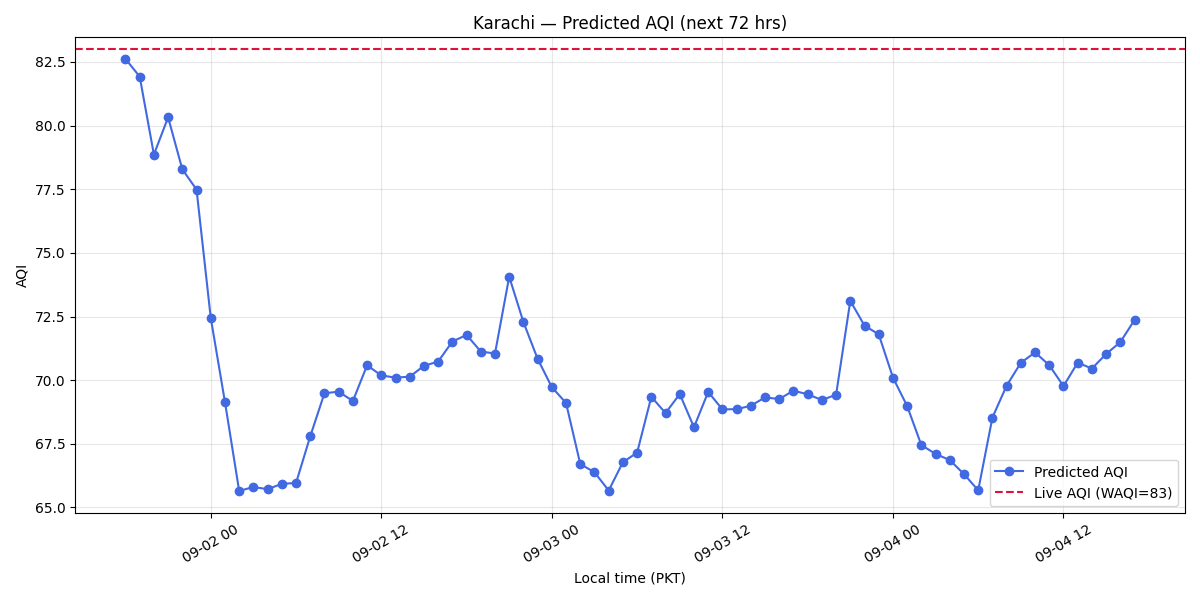 Karachi — Predicted AQI (next 72 hrs)
AQI
82.5
80.0
77.5
75.0
72.5
70.0
67.5
65.0
09-02 00
09-02 12
09-03 00
09-03 12
09-04 00
09-04 12
Local time (PKT)
Predicted AQI
Live AQI (WAQI=83)